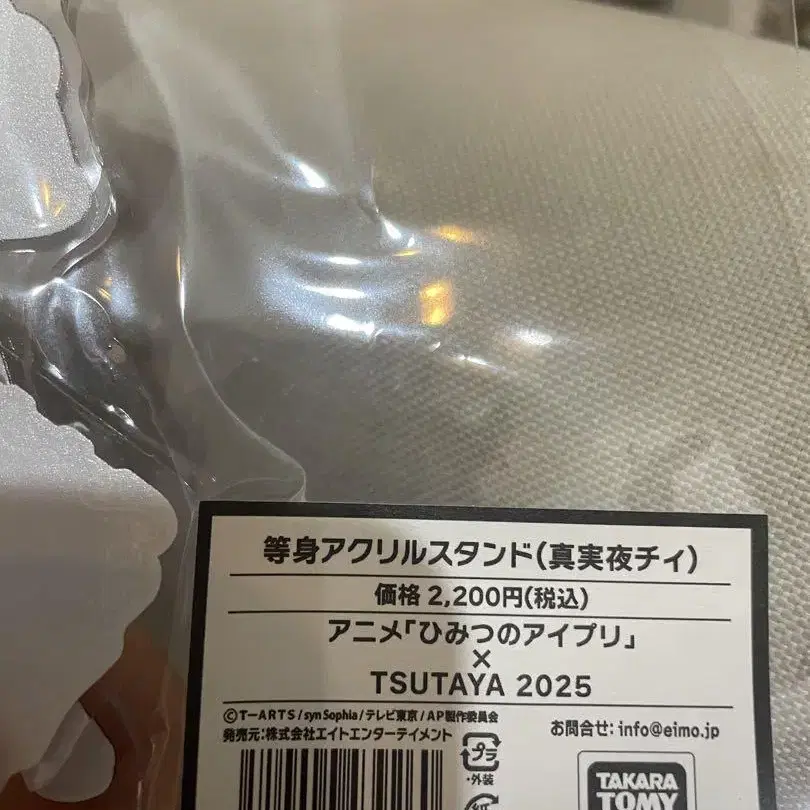 等身アクリルスタンド(真実夜チィ)
価格 2,200円(税込)
アニメ「ひみつのアイプリ」
×
TSUTAYA 2025
©T-ARTS / syn Sophia / テレビ東京 / AP製作委員会
発売元:株式会社エイトエンターテイメント
お問合せ: info@eimo.jp
プラ
・外装
紙
TAKARA
TOMY